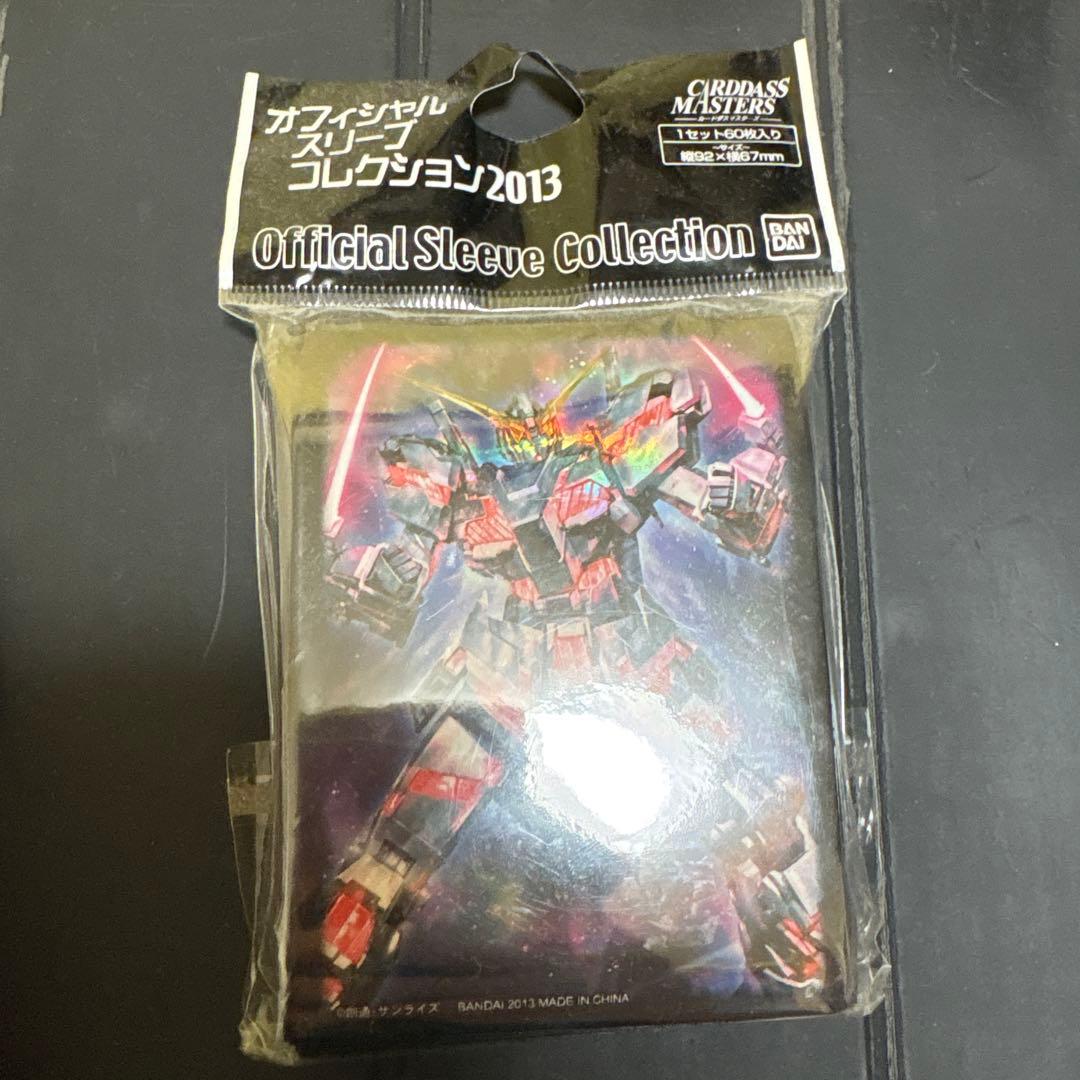 オフィシャル
スリーブ
コレクション2013
CARDDASS
MASTERS
カードダスマスターズ
1セット60枚入り
〜サイズ〜
縦92×横67mm
Official Sleeve Collection
BAN
DAI
©創通・サンライズ BANDAI 2013 MADE IN CHINA